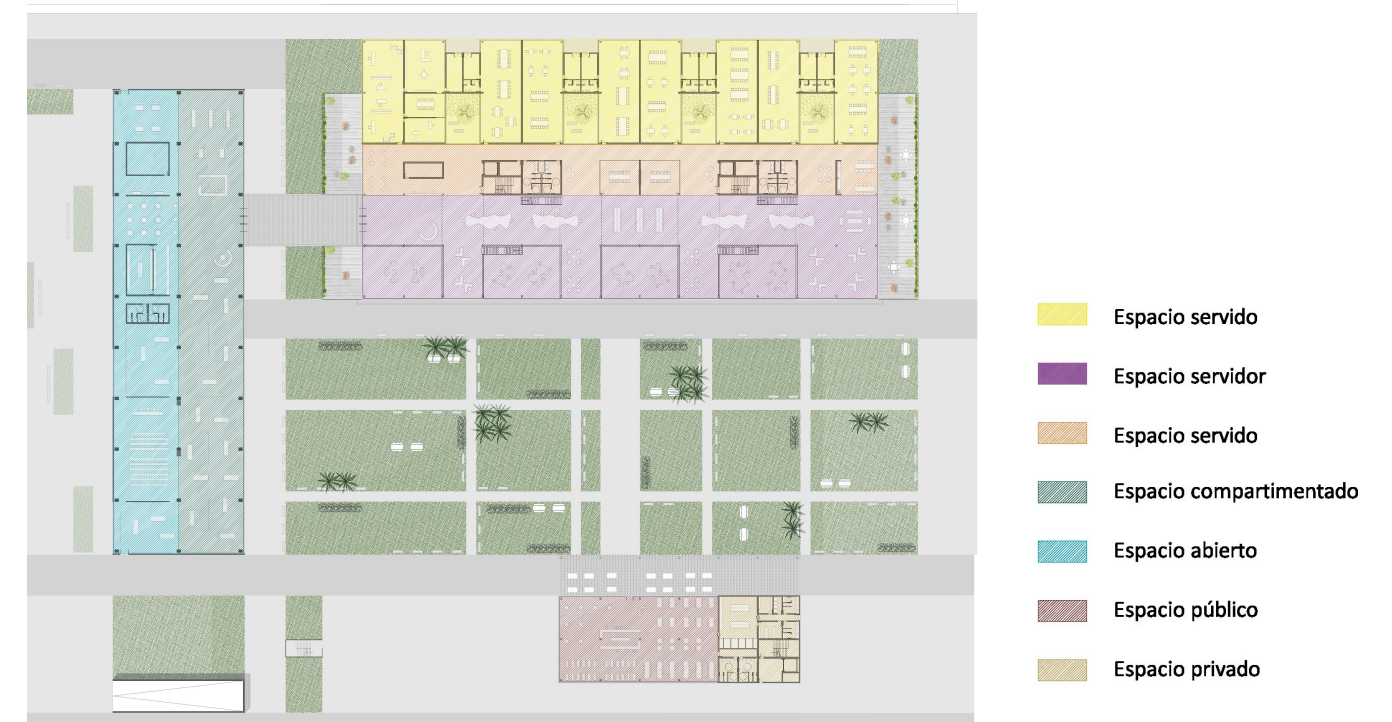 Espacio servido
Espacio servidor
Espacio servido
Espacio compartimentado
Espacio abierto
Espacio público
Espacio privado